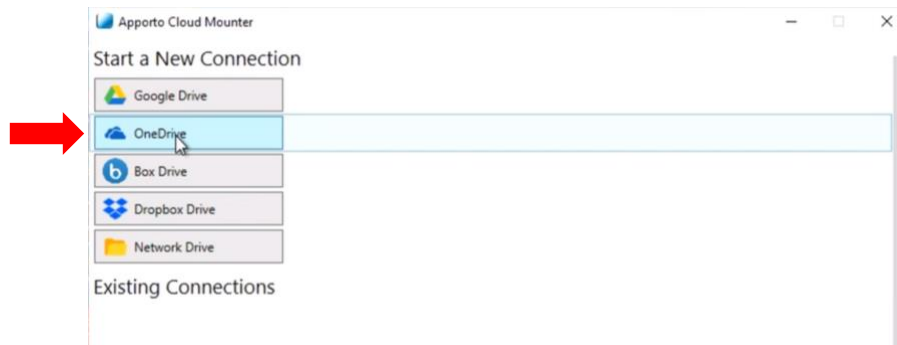 Apporto Cloud Mounter
Start a New Connection
Google Drive
OneDrive
Box Drive
Dropbox Drive
Network Drive
Existing Connections